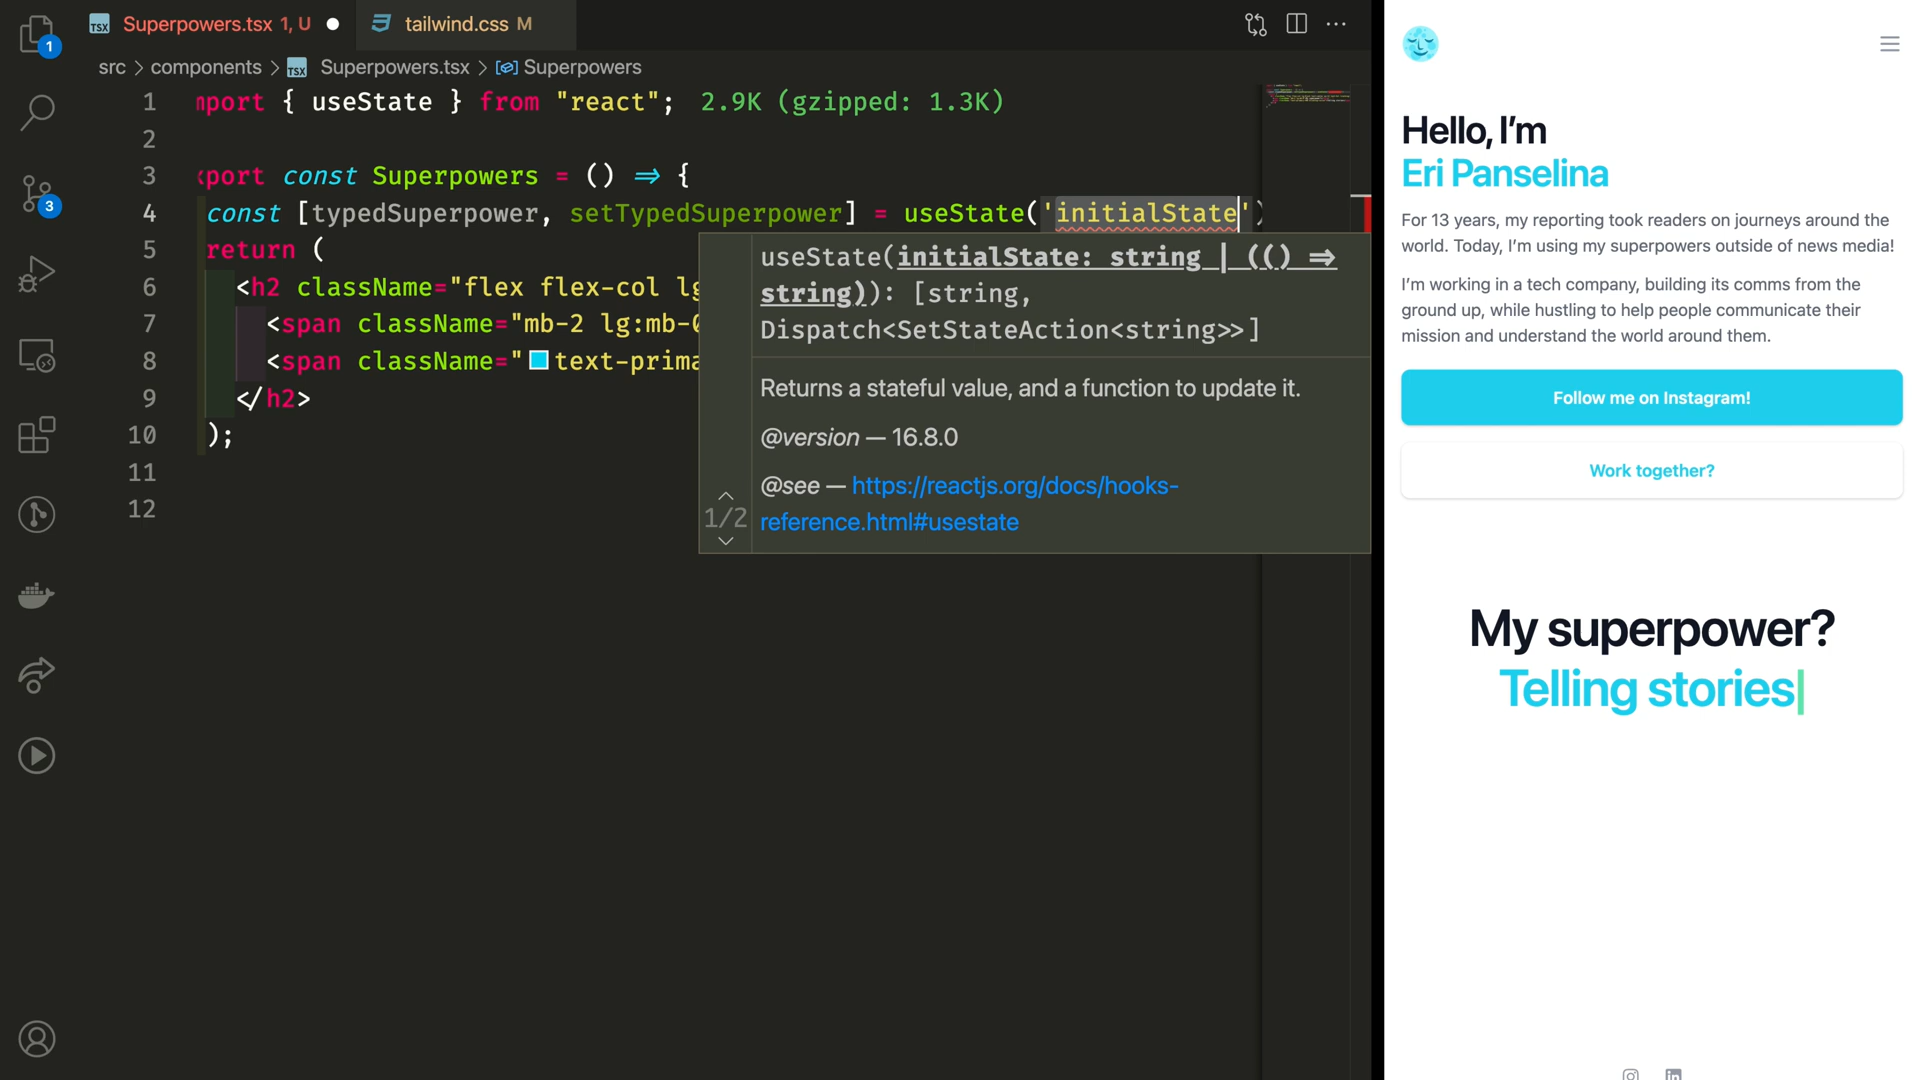 Superpowers.tsx 1, U
tailwind.css M
src > components > Superpowers.tsx > Superpowers
1 mport { useState } from "react"; 2.9K (gzipped: 1.3K)
2
3 xport const Superpowers = () => {
4 const [typedSuperpower, setTypedSuperpower] = useState('initialState')
5 return (
6 <h2 className="flex flex-col lg
7 <span className="mb-2 lg:mb-0
8 <span className="text-prima
9 </h2>
10 );
11
12
useState(initialState: string | (() =>
string)): [string,
Dispatch<SetStateAction<string>>]
Returns a stateful value, and a function to update it.
@version — 16.8.0
@see — https://reactjs.org/docs/hooks-
reference.html#usestate
1/2
1
3
TSX
TSX
Hello, I'm
Eri Panselina
For 13 years, my reporting took readers on journeys around the
world. Today, I'm using my superpowers outside of news media!
I'm working in a tech company, building its comms from the
ground up, while hustling to help people communicate their
mission and understand the world around them.
Follow me on Instagram!
Work together?
My superpower?
Telling stories